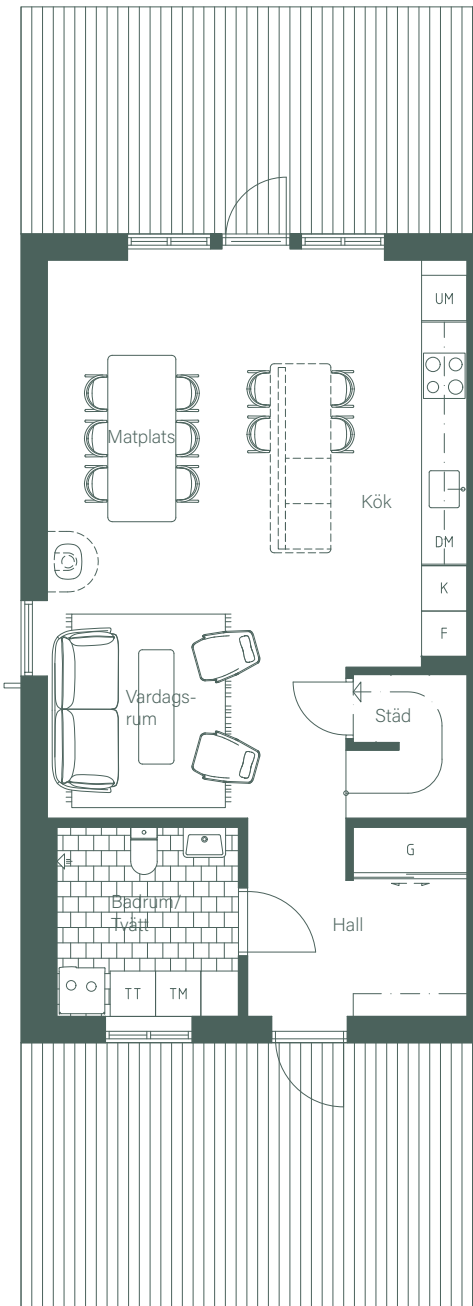 UM
Matplats
Kök
DM
K
F
Vardags-
rum
Städ
G
Badrum/
Tvätt
Hall
TT
TM